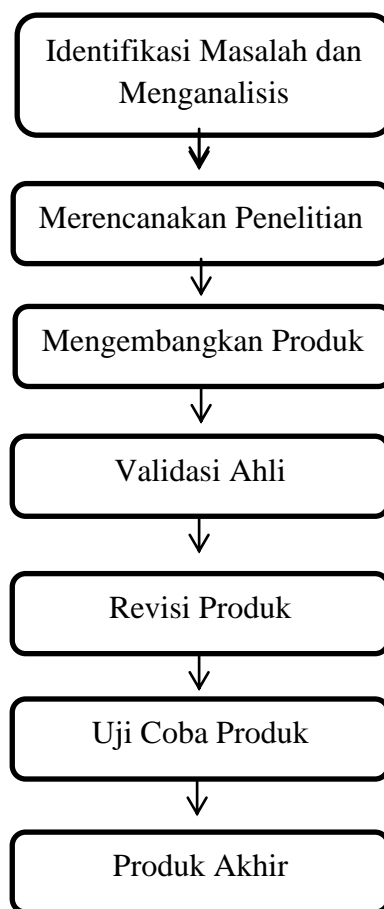 Identifikasi Masalah dan
Menganalisis
Merencanakan Penelitian
Mengembangkan Produk
Validasi Ahli
Revisi Produk
Uji Coba Produk
Produk Akhir